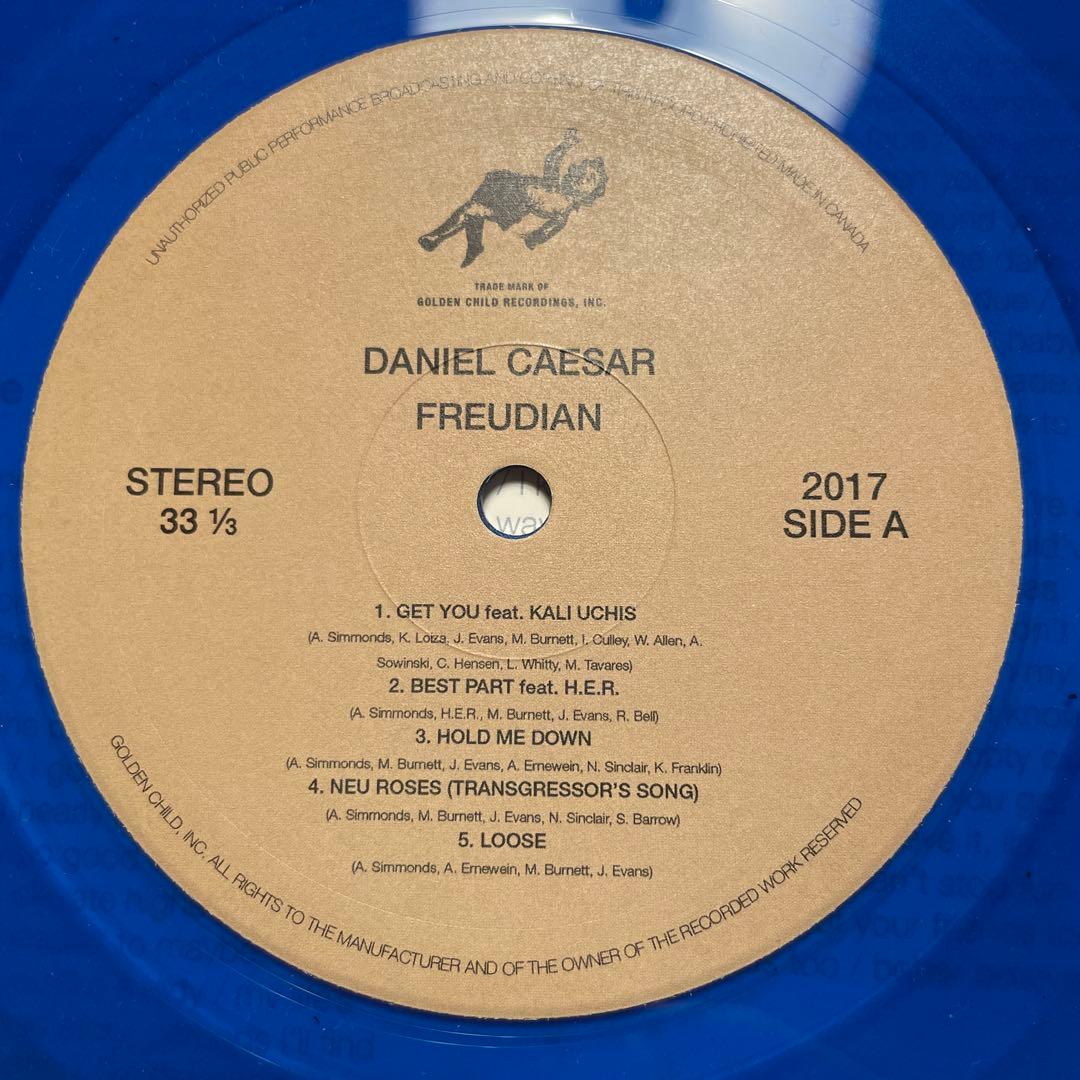 UNAUTHORIZED PUBLIC PERFORMANCE BROADCASTING AND COPYING OF THIS RECORD PROHIBITED MADE IN CANADA
TRADE MARK OF
GOLDEN CHILD RECORDINGS, INC.
DANIEL CAESAR
FREUDIAN
STEREO
33 ⅓
2017
SIDE A
way
1. GET YOU feat. KALI UCHIS
(A. Simmonds, K. Loiza, J. Evans, M. Burnett, I. Culley, W. Allen, A.
Sowinski, C. Hensen, L. Whitty, M. Tavares)
2. BEST PART feat. H.E.R.
(A. Simmonds, H.E.R., M. Burnett, J. Evans, R. Bell)
3. HOLD ME DOWN
(A. Simmonds, M. Burnett, J. Evans, A. Ernewein, N. Sinclair, K. Franklin)
4. NEU ROSES (TRANSGRESSOR'S SONG)
(A. Simmonds, M. Burnett, J. Evans, N. Sinclair, S. Barrow)
5. LOOSE
(A. Simmonds, A. Ernewein, M. Burnett, J. Evans)
GOLDEN CHILD, INC. ALL RIGHTS TO THE MANUFACTURER AND OF THE OWNER OF THE RECORDED WORK RESERVED